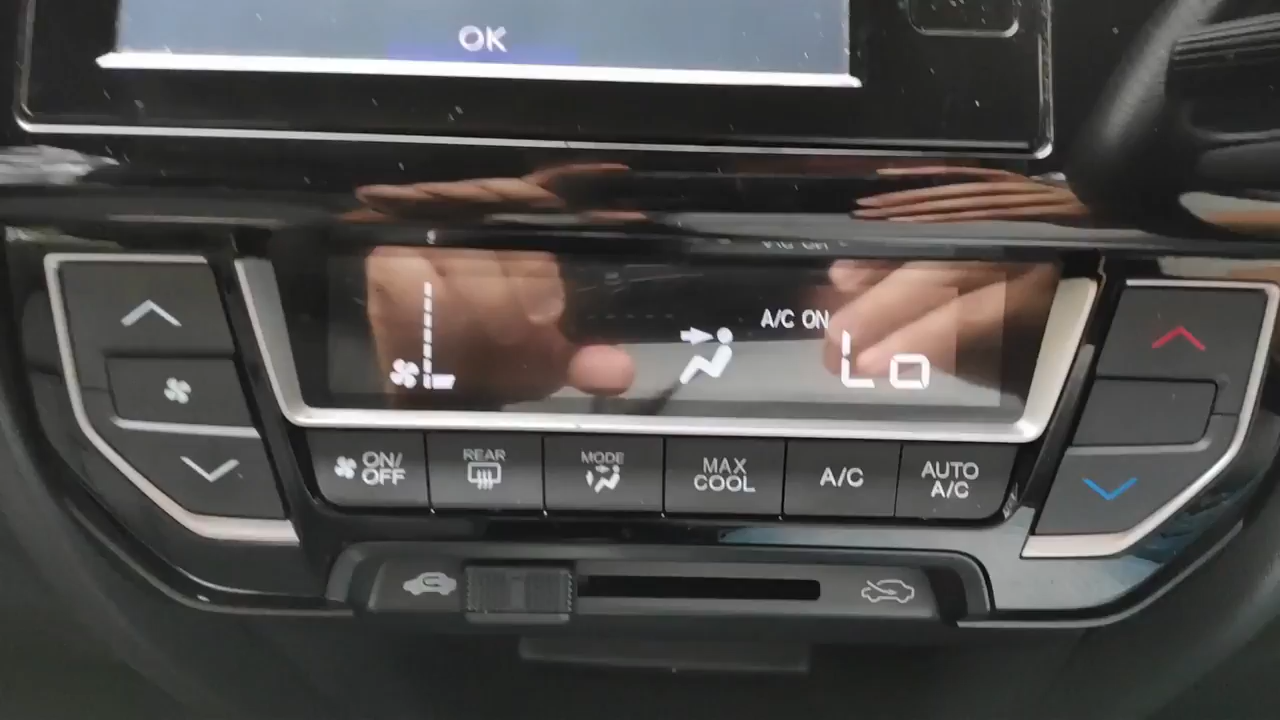 OK
A/C ON
Lo
ON/
OFF
REAR
MODE
MAX
COOL
A/C
AUTO
A/C